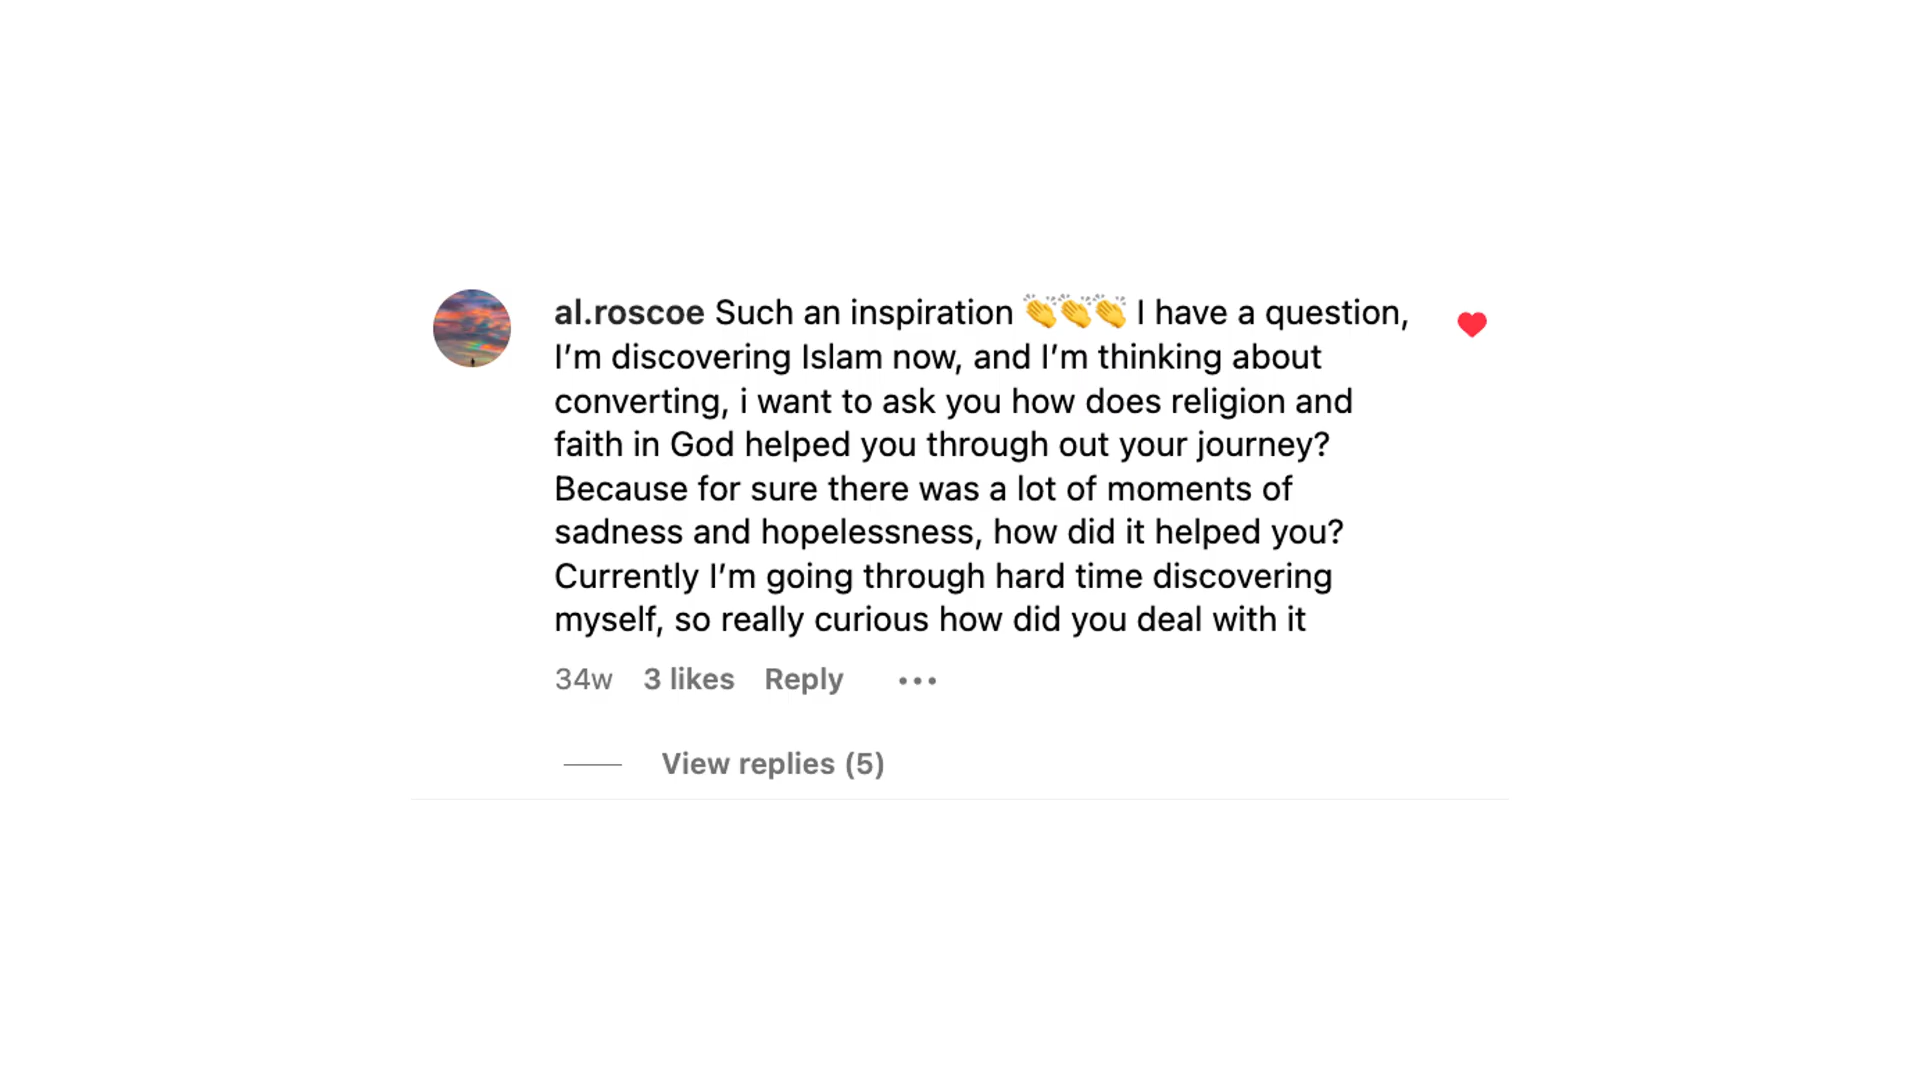 al.roscoe Such an inspiration 👏👏👏 I have a question,
I’m discovering Islam now, and I’m thinking about
converting, i want to ask you how does religion and
faith in God helped you through out your journey?
Because for sure there was a lot of moments of
sadness and hopelessness, how did it helped you?
Currently I’m going through hard time discovering
myself, so really curious how did you deal with it
34w 3 likes Reply •••
View replies (5)